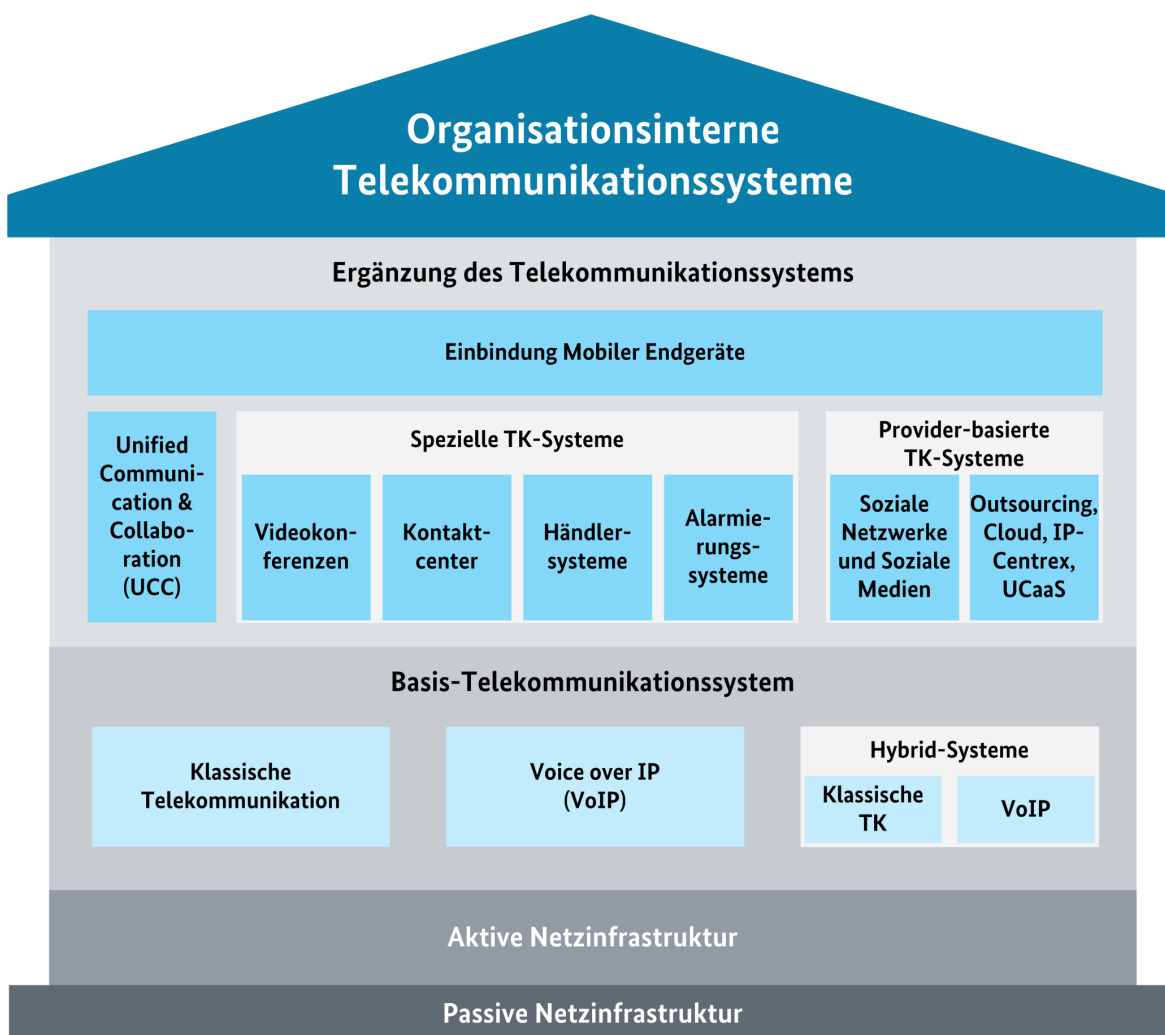 Organisationsinterne
Telekommunikationssysteme
Ergänzung des Telekommunikationssystems
Einbindung Mobiler Endgeräte
Unified
Communi-
cation &
Collabo-
ration
(UCC)
Spezielle TK-Systeme
Videokon-
ferenzen
Kontakt-
center
Händler-
systeme
Alarmie-
rungs-
systeme
Provider-basierte
TK-Systeme
Soziale
Netzwerke
und Soziale
Medien
Outsourcing,
Cloud, IP-
Centrex,
UCaaS
Basis-Telekommunikationssystem
Klassische
Telekommunikation
Voice over IP
(VoIP)
Hybrid-Systeme
Klassische
TK
VoIP
Aktive Netzinfrastruktur
Passive Netzinfrastruktur